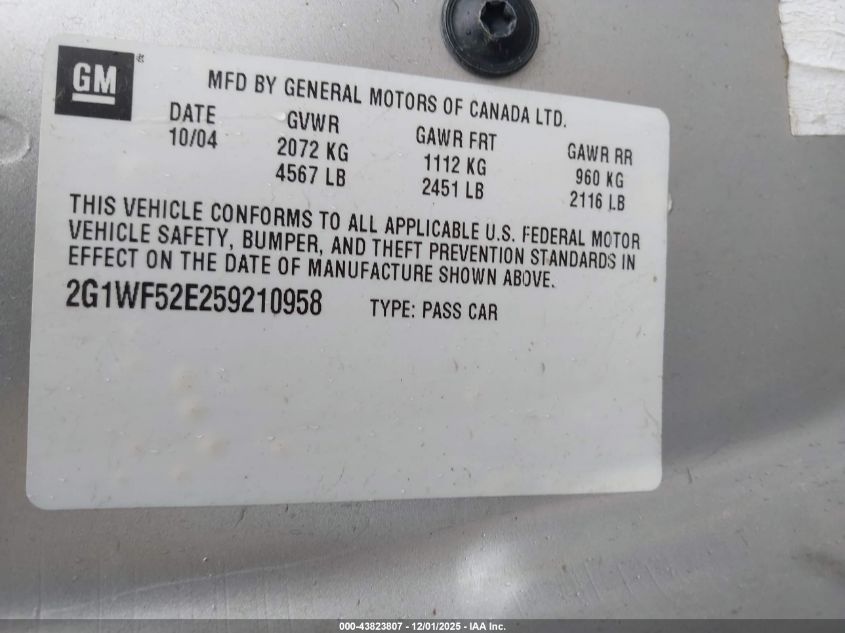 GM®
MFD BY GENERAL MOTORS OF CANADA LTD.
DATE GVWR GAWR FRT GAWR RR
10/04 2072 KG 1112 KG 960 KG
4567 LB 2451 LB 2116 LB
THIS VEHICLE CONFORMS TO ALL APPLICABLE U.S. FEDERAL MOTOR
VEHICLE SAFETY, BUMPER, AND THEFT PREVENTION STANDARDS IN
EFFECT ON THE DATE OF MANUFACTURE SHOWN ABOVE.
2G1WF52E259210958 TYPE: PASS CAR
000-43823807 - 12/01/2025 - IAA Inc.